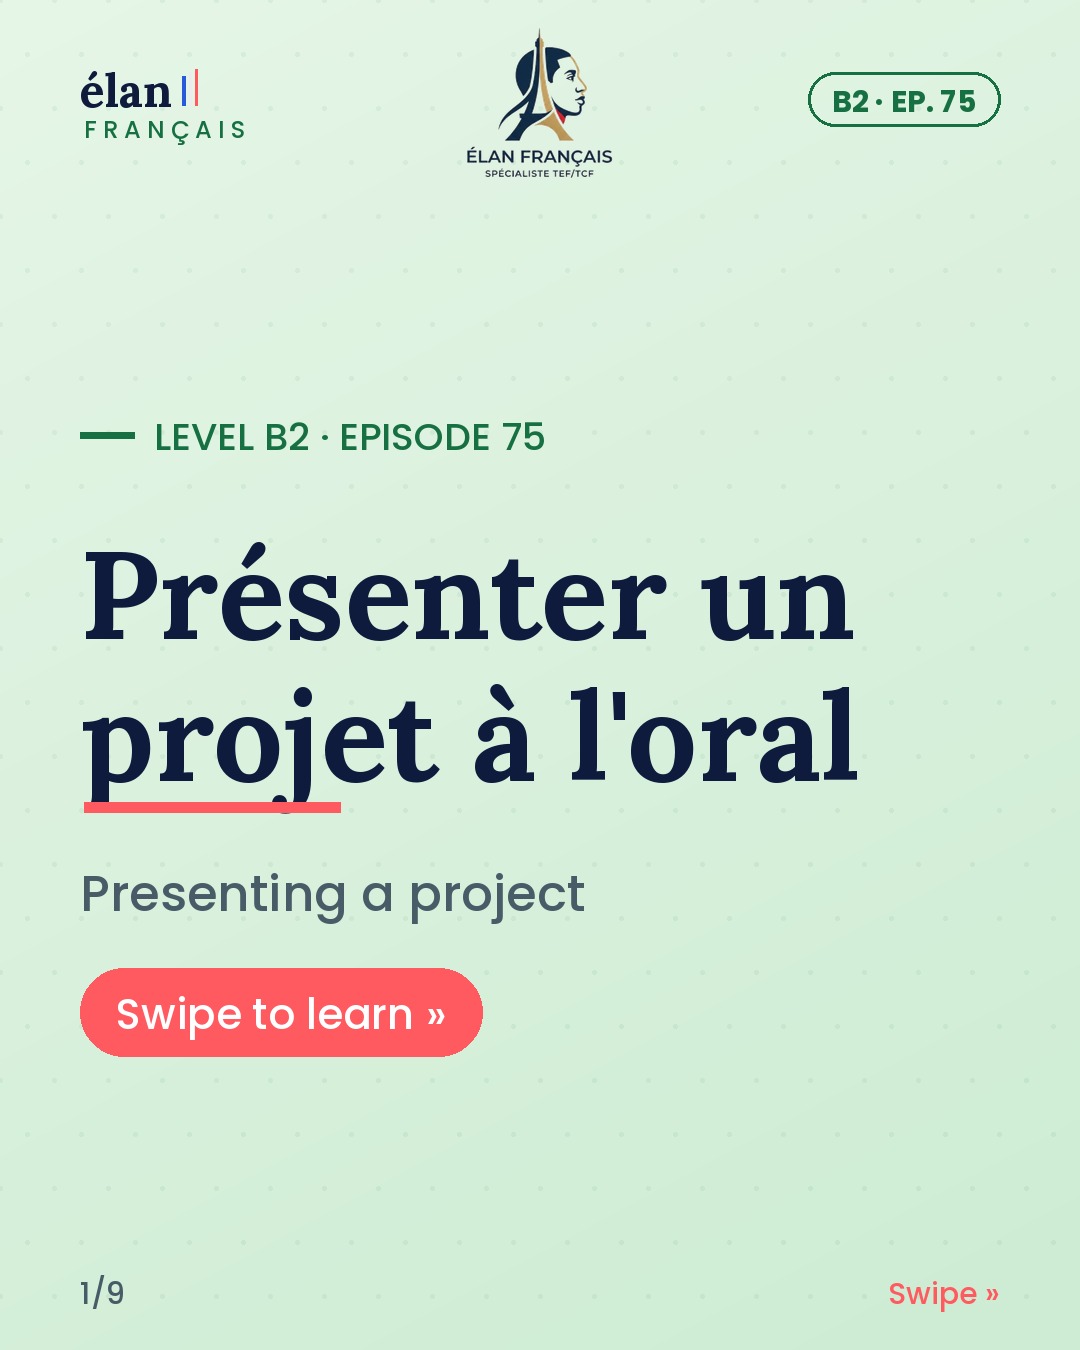 élan
FRANÇAIS
ÉLAN FRANÇAIS
SPÉCIALISTE TEF/TCF
B2 · EP. 75
LEVEL B2 · EPISODE 75
Présenter un
projet à l'oral
Presenting a project
Swipe to learn »
1/9
Swipe »